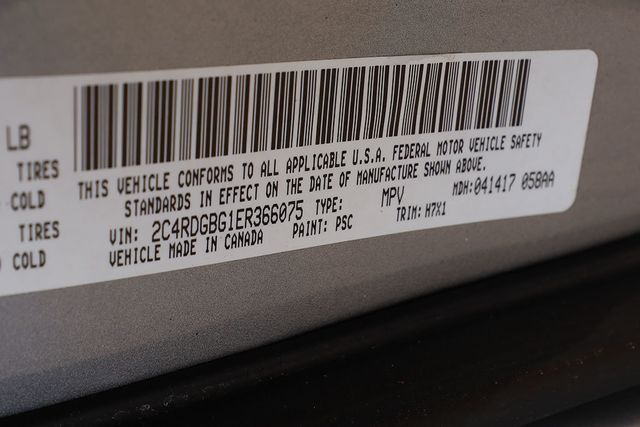 LB
TIRES
COLD
TIRES
COLD
THIS VEHICLE CONFORMS TO ALL APPLICABLE U.S.A. FEDERAL MOTOR VEHICLE SAFETY
STANDARDS IN EFFECT ON THE DATE OF MANUFACTURE SHOWN ABOVE.
VIN: 2C4RDGBG1ER366075 TYPE: MPV MDH:041417 058AA
VEHICLE MADE IN CANADA PAINT: PSC TRIM: H7X1